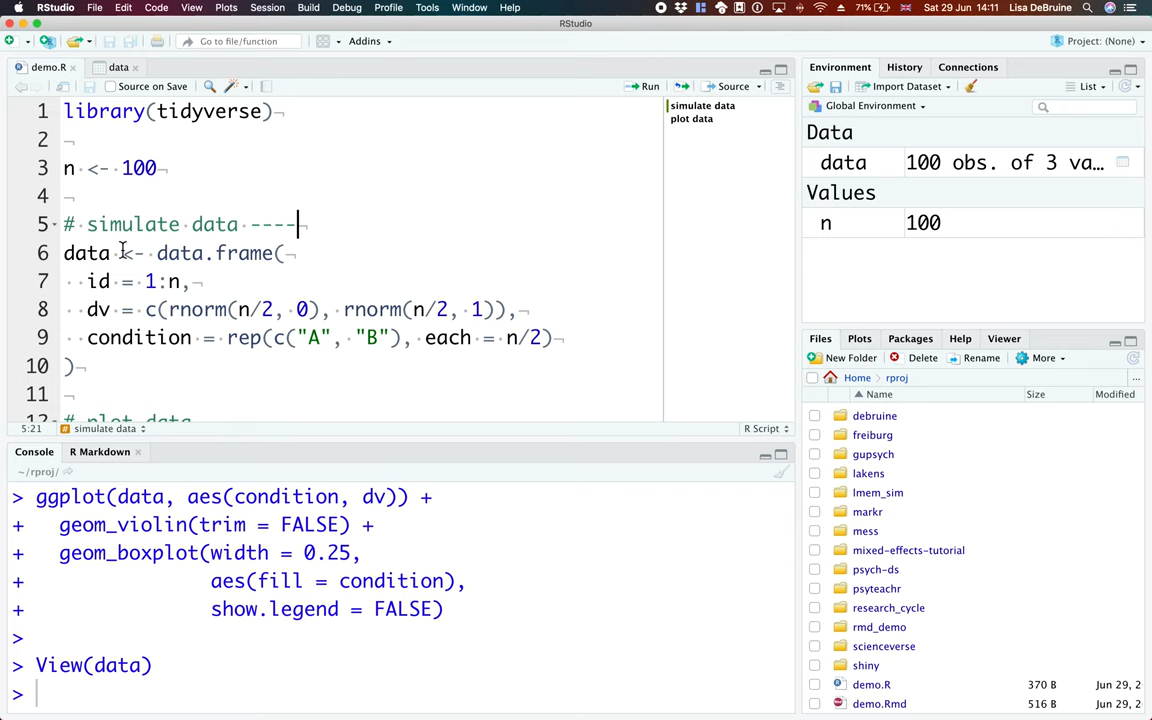 RStudio File Edit Code View Plots Session Build Debug Profile Tools Window Help 71% Sat 29 Jun 14:11 Lisa DeBruine
RStudio
Go to file/function Addins Project: (None)
demo.R data
Source on Save Run Source
1 library(tidyverse)
2
3 n <- 100
4
5 # simulate data ----
6 data <- data.frame(
7 id = 1:n,
8 dv = c(rnorm(n/2, 0), rnorm(n/2, 1)),
9 condition = rep(c("A", "B"), each = n/2)
10 )
11
12 # plot data
simulate data
plot data
5:21 simulate data R Script
Console R Markdown
~/rproj/
> ggplot(data, aes(condition, dv)) +
+ geom_violin(trim = FALSE) +
+ geom_boxplot(width = 0.25,
+ aes(fill = condition),
+ show.legend = FALSE)
>
> View(data)
>
Environment History Connections
Import Dataset List
Global Environment
Data
data 100 obs. of 3 va…
Values
n 100
Files Plots Packages Help Viewer
New Folder Delete Rename More
Home rproj ...
Name Size Modified
debruine
freiburg
gupsych
lakens
lmem_sim
markr
mess
mixed-effects-tutorial
psych-ds
psyteachr
research_cycle
rmd_demo
scienceverse
shiny
demo.R 370 B Jun 29, 2
demo.Rmd 516 B Jun 29, 2